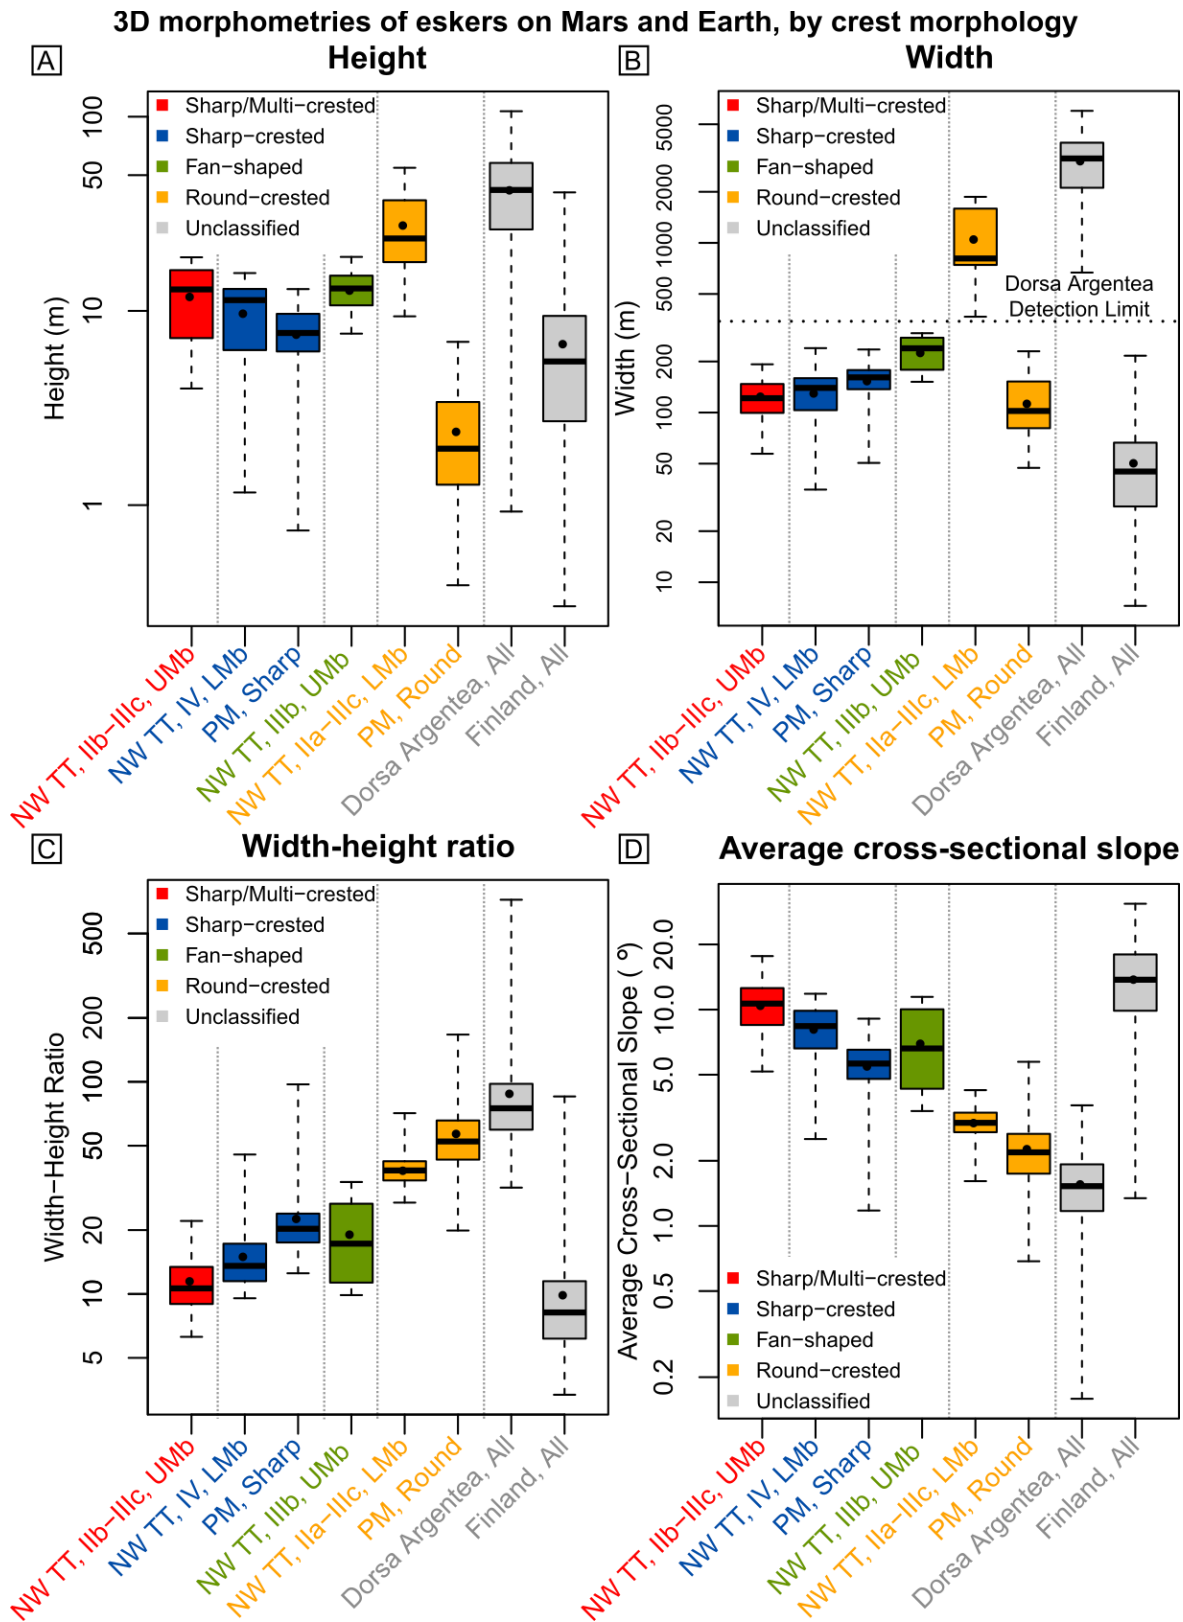 3D morphometries of eskers on Mars and Earth, by crest morphology
A
Height
Sharp/Multi−crested
Sharp−crested
Fan−shaped
Round−crested
Unclassified
Height (m)
100
50
10
1
NW TT, IIb−IIIc, UMb
NW TT, IV, LMb
PM, Sharp
NW TT, IIIb, UMb
NW TT, IIa−IIIc, LMb
PM, Round
Dorsa Argentea, All
Finland, All
B
Width
Sharp/Multi−crested
Sharp−crested
Fan−shaped
Round−crested
Unclassified
Dorsa Argentea
Detection Limit
Width (m)
5000
2000
1000
500
200
100
50
20
10
NW TT, IIb−IIIc, UMb
NW TT, IV, LMb
PM, Sharp
NW TT, IIIb, UMb
NW TT, IIa−IIIc, LMb
PM, Round
Dorsa Argentea, All
Finland, All
C
Width-height ratio
Sharp/Multi−crested
Sharp−crested
Fan−shaped
Round−crested
Unclassified
Width−Height Ratio
500
200
100
50
20
10
5
NW TT, IIb−IIIc, UMb
NW TT, IV, LMb
PM, Sharp
NW TT, IIIb, UMb
NW TT, IIa−IIIc, LMb
PM, Round
Dorsa Argentea, All
Finland, All
D
Average cross-sectional slope
Average Cross−Sectional Slope ( °)
20.0
10.0
5.0
2.0
1.0
0.5
0.2
Sharp/Multi−crested
Sharp−crested
Fan−shaped
Round−crested
Unclassified
NW TT, IIb−IIIc, UMb
NW TT, IV, LMb
PM, Sharp
NW TT, IIIb, UMb
NW TT, IIa−IIIc, LMb
PM, Round
Dorsa Argentea, All
Finland, All